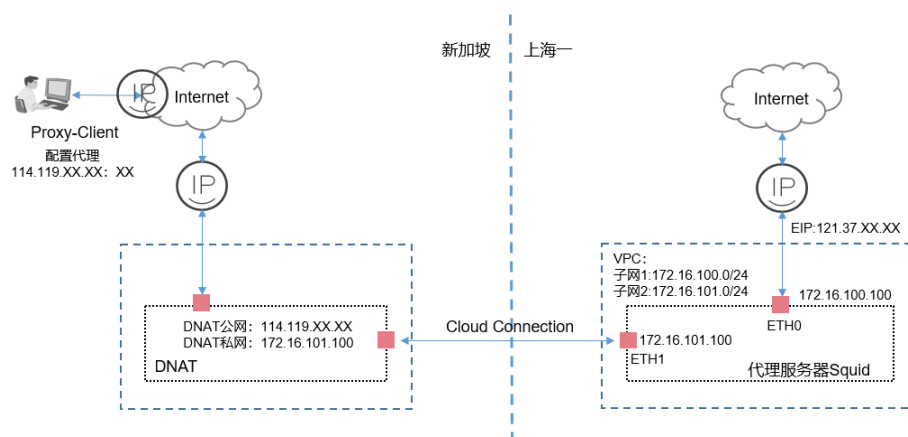 新加坡
上海一
IP
Internet
Internet
Proxy-Client
配置代理
114.119.XX.XX：XX
IP
IP
EIP:121.37.XX.XX
VPC：
子网1:172.16.100.0/24
子网2:172.16.101.0/24
172.16.100.100
DNAT公网：114.119.XX.XX
DNAT私网：172.16.101.100
DNAT
Cloud Connection
ETH0
172.16.101.100
ETH1
代理服务器Squid